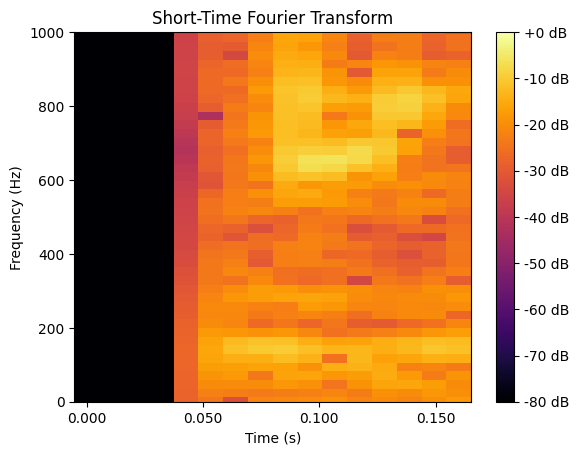 Short-Time Fourier Transform
1000
800
600
400
200
0
Frequency (Hz)
0.000
0.050
0.100
0.150
Time (s)
+0 dB
-10 dB
-20 dB
-30 dB
-40 dB
-50 dB
-60 dB
-70 dB
-80 dB